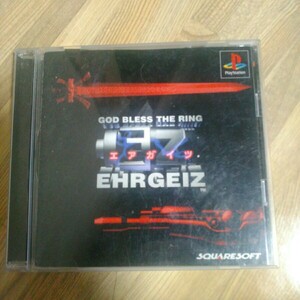 PlayStation
GOD BLESS THE RING
エアガイツ
EHRGEIZ
SQUARESOFT